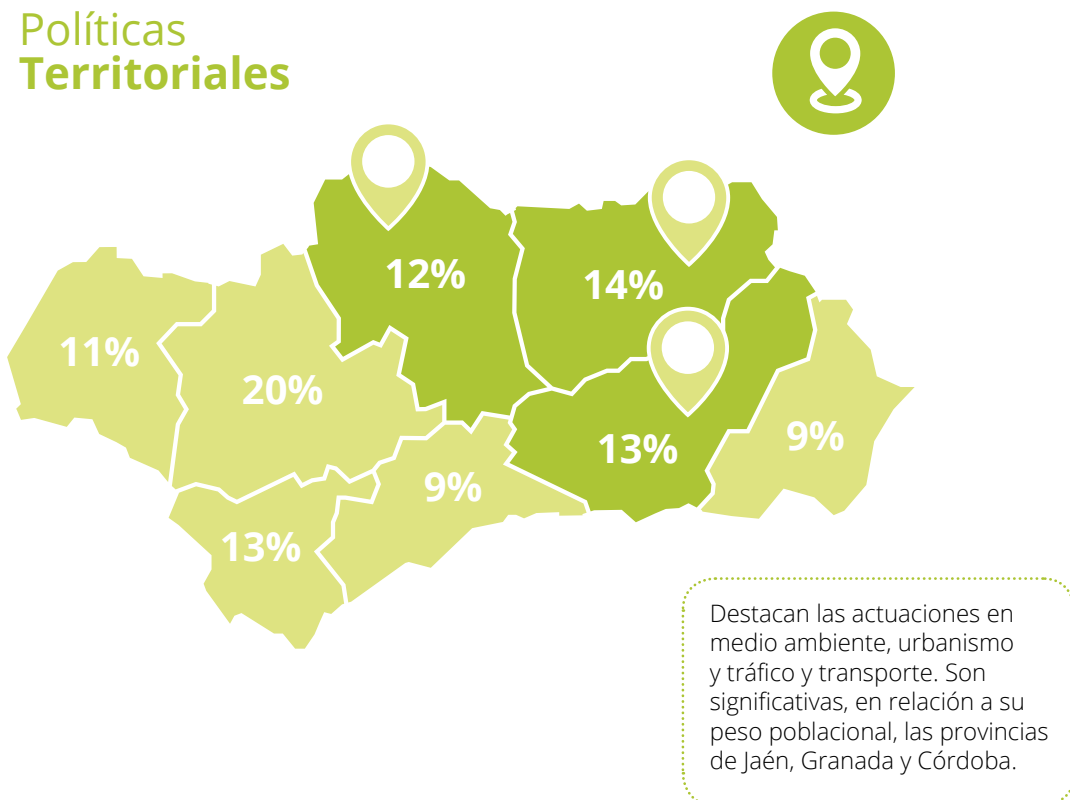 Políticas
Territoriales
12%
14%
11%
20%
13%
9%
9%
13%
Destacan las actuaciones en
medio ambiente, urbanismo
y tráfico y transporte. Son
significativas, en relación a su
peso poblacional, las provincias
de Jaén, Granada y Córdoba.